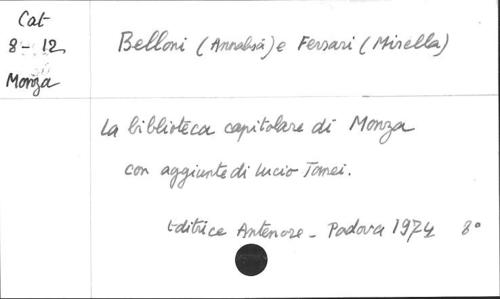 Cat
8-12
Monza
Belloni (Annalisa) e Ferrari (Mirella)
La biblioteca capitolare di Monza
con aggiunte di Lucio Tomei.
Editrice Antenore - Padova 1974 8°